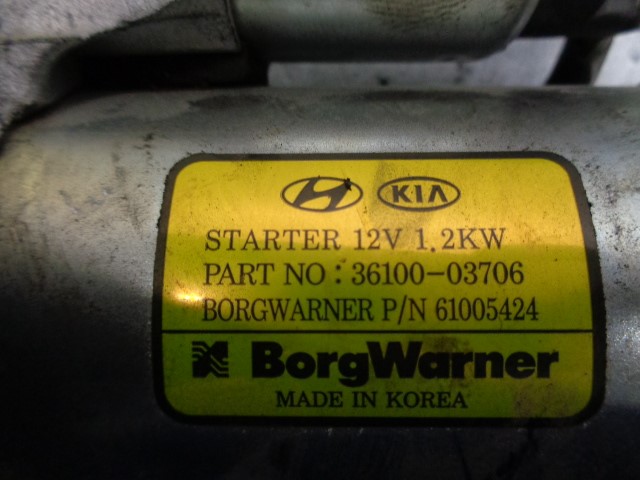 KIA
STARTER 12V 1.2KW
PART NO : 36100-03706
BORGWARNER P/N 61005424
BorgWarner
MADE IN KOREA